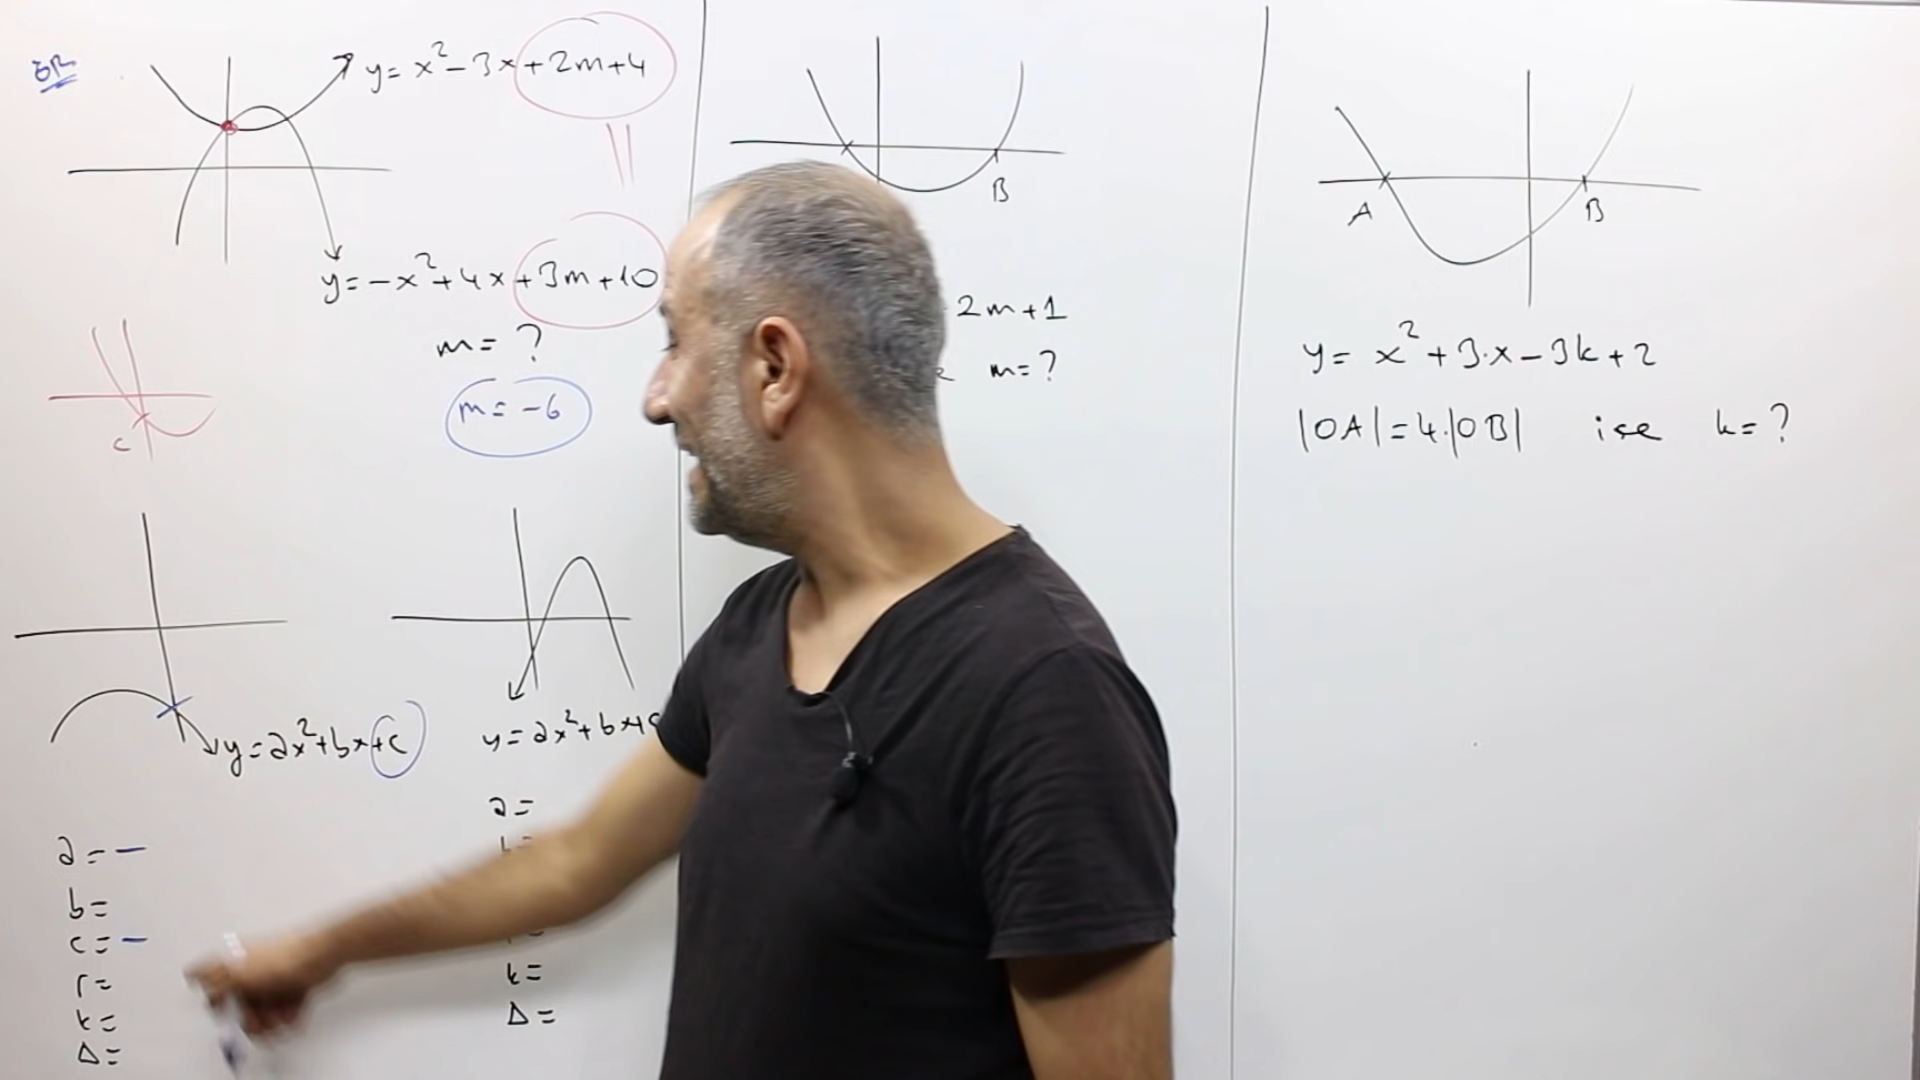 ÖR
y= x²-3x+2m+4
y=-x²+4x+3m+10
m= ?
m=-6
c
y=ax²+bx+c
a= -
b=
c= -
r=
k=
Δ=
y=ax²+bx+c
a=
k=
Δ=
B
2m+1
m=?
A
B
y= x²+3·x-3k+2
|OA|=4·|OB| ise k=?